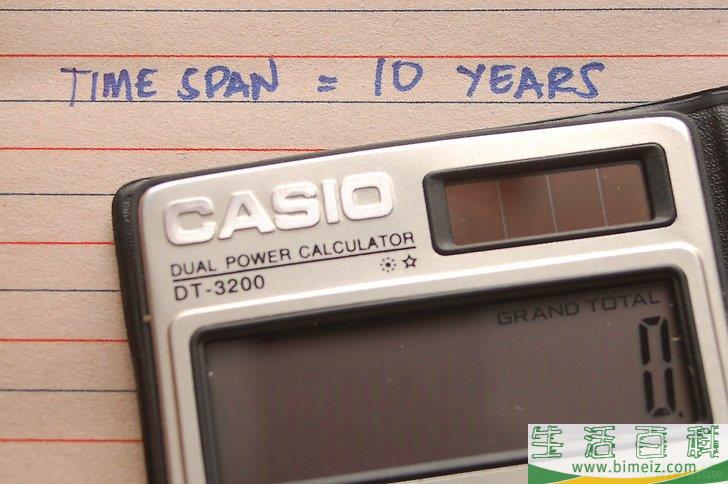 TIME SPAN = 10 YEARS
CASIO
DUAL POWER CALCULATOR
DT-3200
GRAND TOTAL
0.
生活百科
www.bimeiz.com